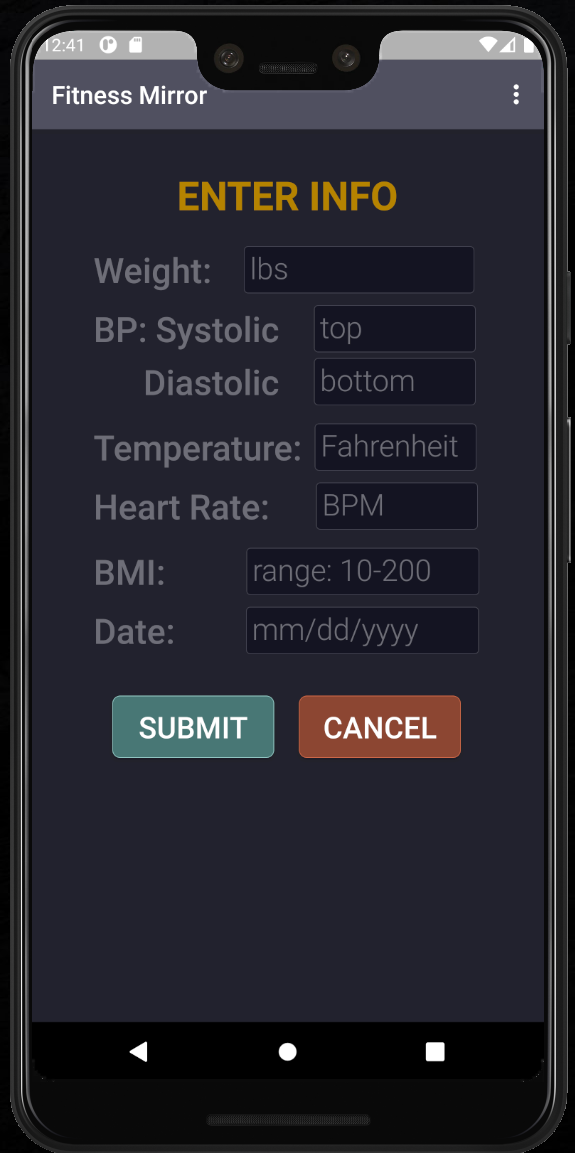 12:41
Fitness Mirror
ENTER INFO
Weight: lbs
BP: Systolic top
Diastolic bottom
Temperature: Fahrenheit
Heart Rate: BPM
BMI: range: 10-200
Date: mm/dd/yyyy
SUBMIT CANCEL